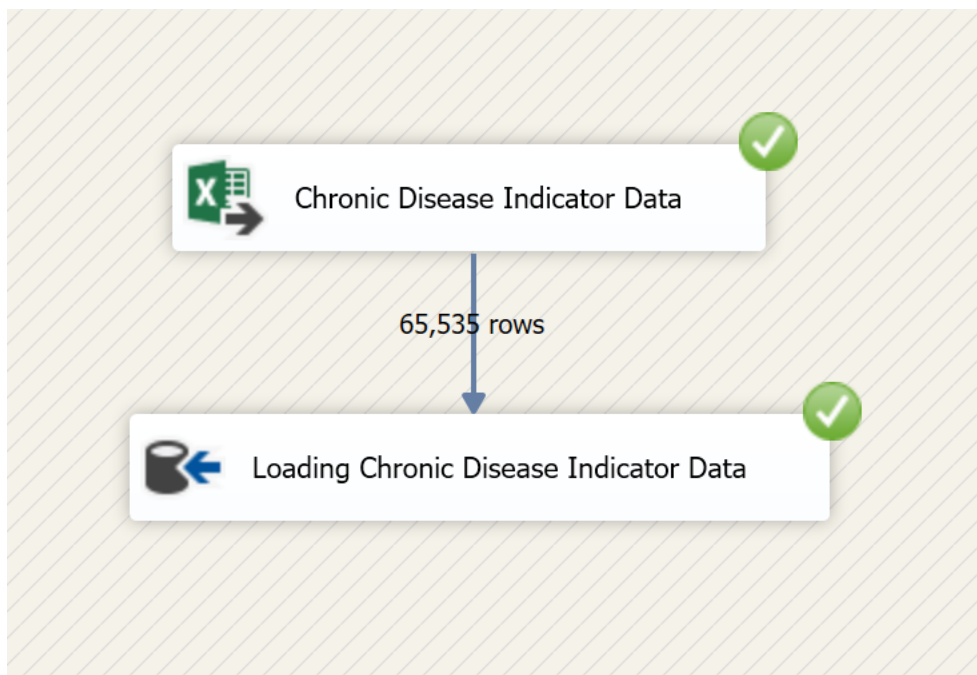 Chronic Disease Indicator Data
65,535 rows
Loading Chronic Disease Indicator Data